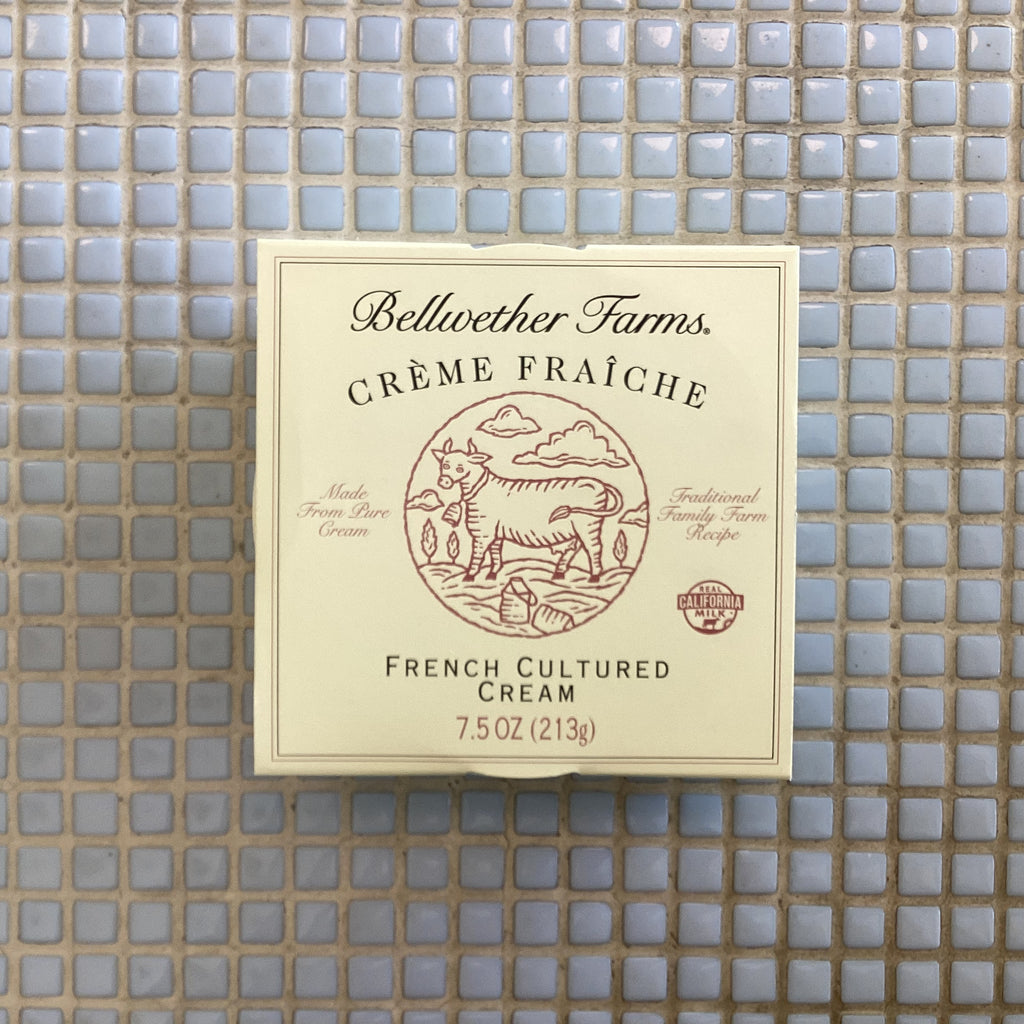 Bellwether Farms®
CRÈME FRAÎCHE
Made
From Pure
Cream
Traditional
Family Farm
Recipe
REAL
CALIFORNIA
MILK
FRENCH CULTURED
CREAM
7.5 OZ (213g)